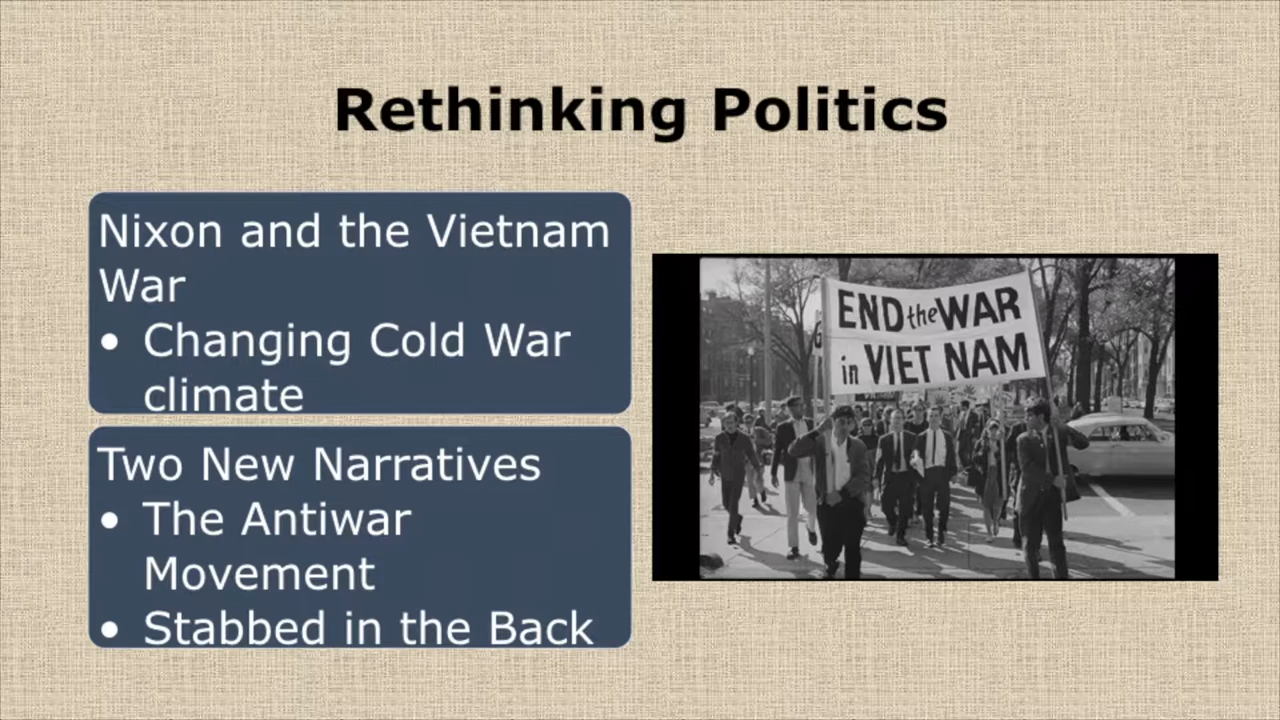 Rethinking Politics
Nixon and the Vietnam
War
• Changing Cold War
climate
Two New Narratives
• The Antiwar
Movement
• Stabbed in the Back
END the WAR
in VIET NAM